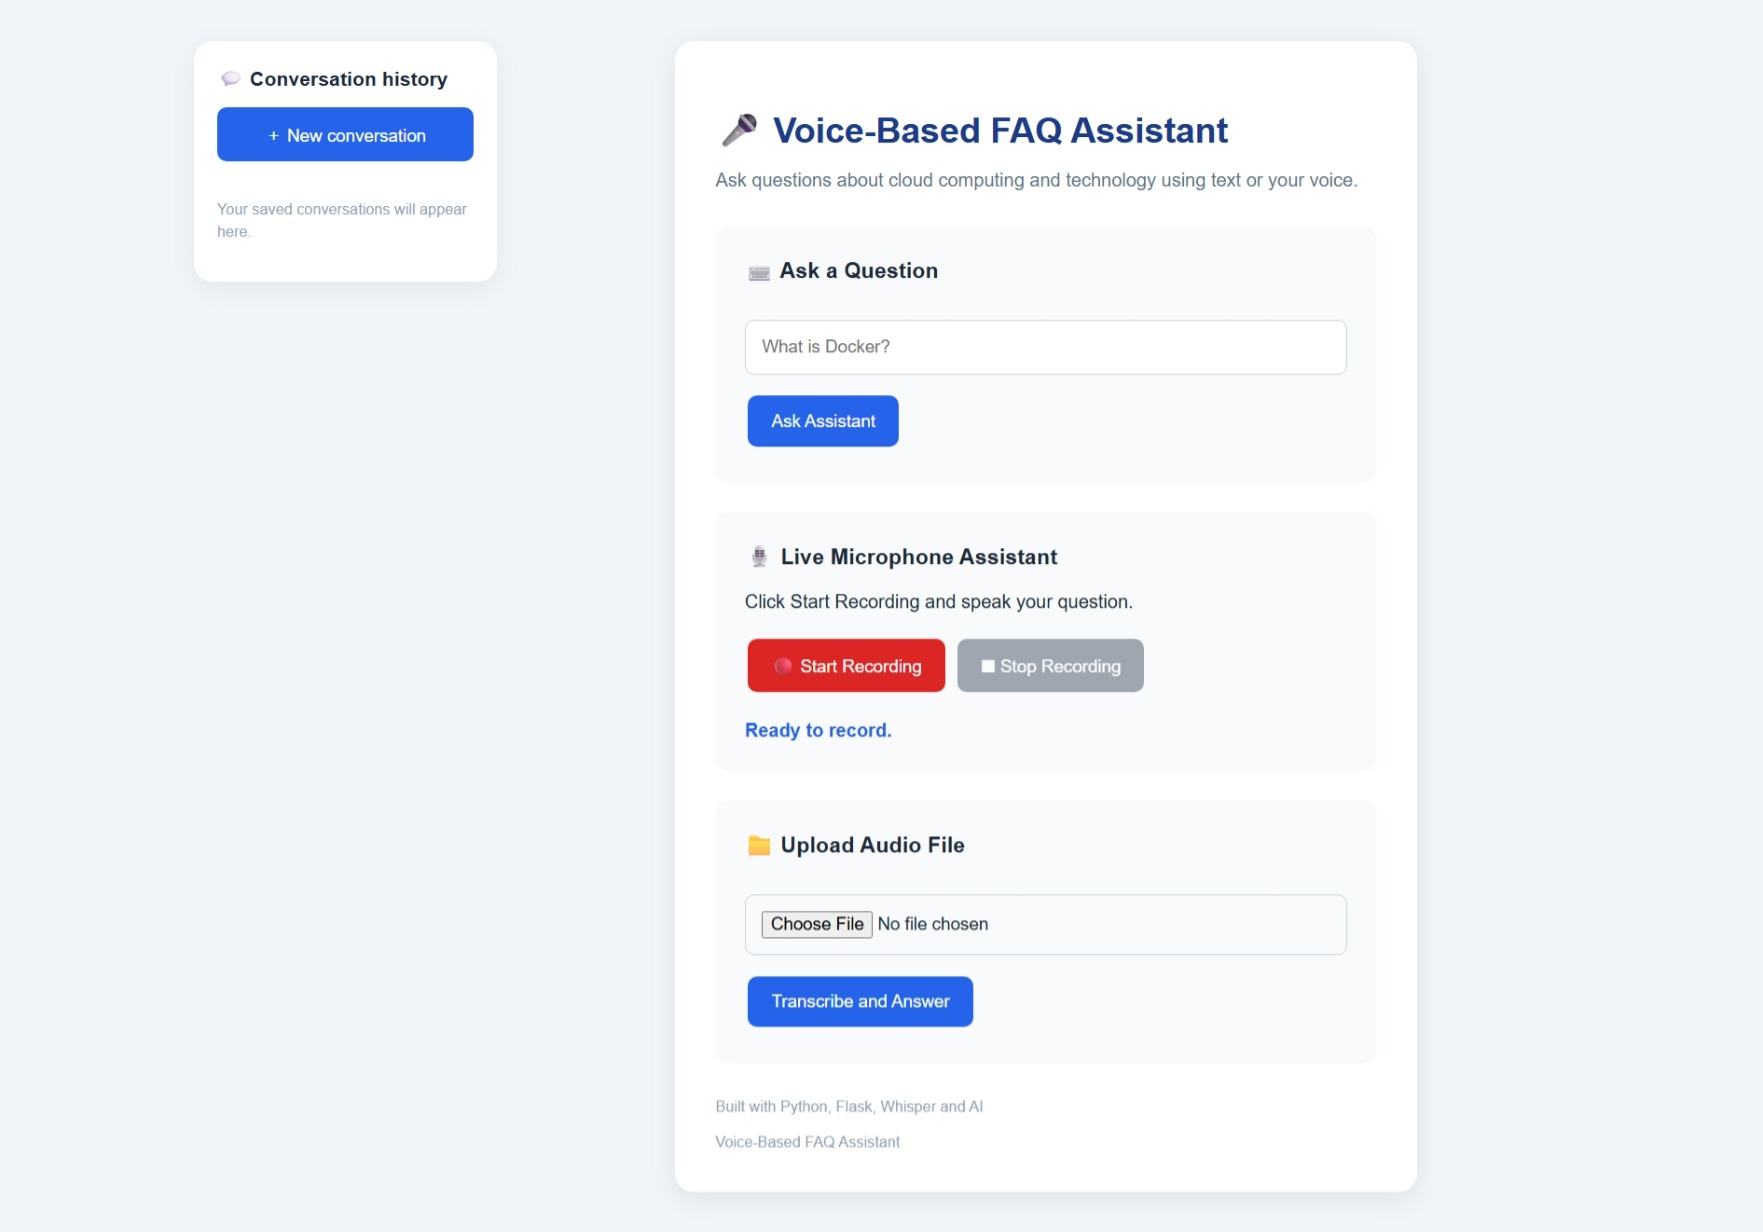 Conversation history
+ New conversation
Your saved conversations will appear
here.
Voice-Based FAQ Assistant
Ask questions about cloud computing and technology using text or your voice.
Ask a Question
What is Docker?
Ask Assistant
Live Microphone Assistant
Click Start Recording and speak your question.
Start Recording
Stop Recording
Ready to record.
Upload Audio File
Choose File No file chosen
Transcribe and Answer
Built with Python, Flask, Whisper and AI
Voice-Based FAQ Assistant